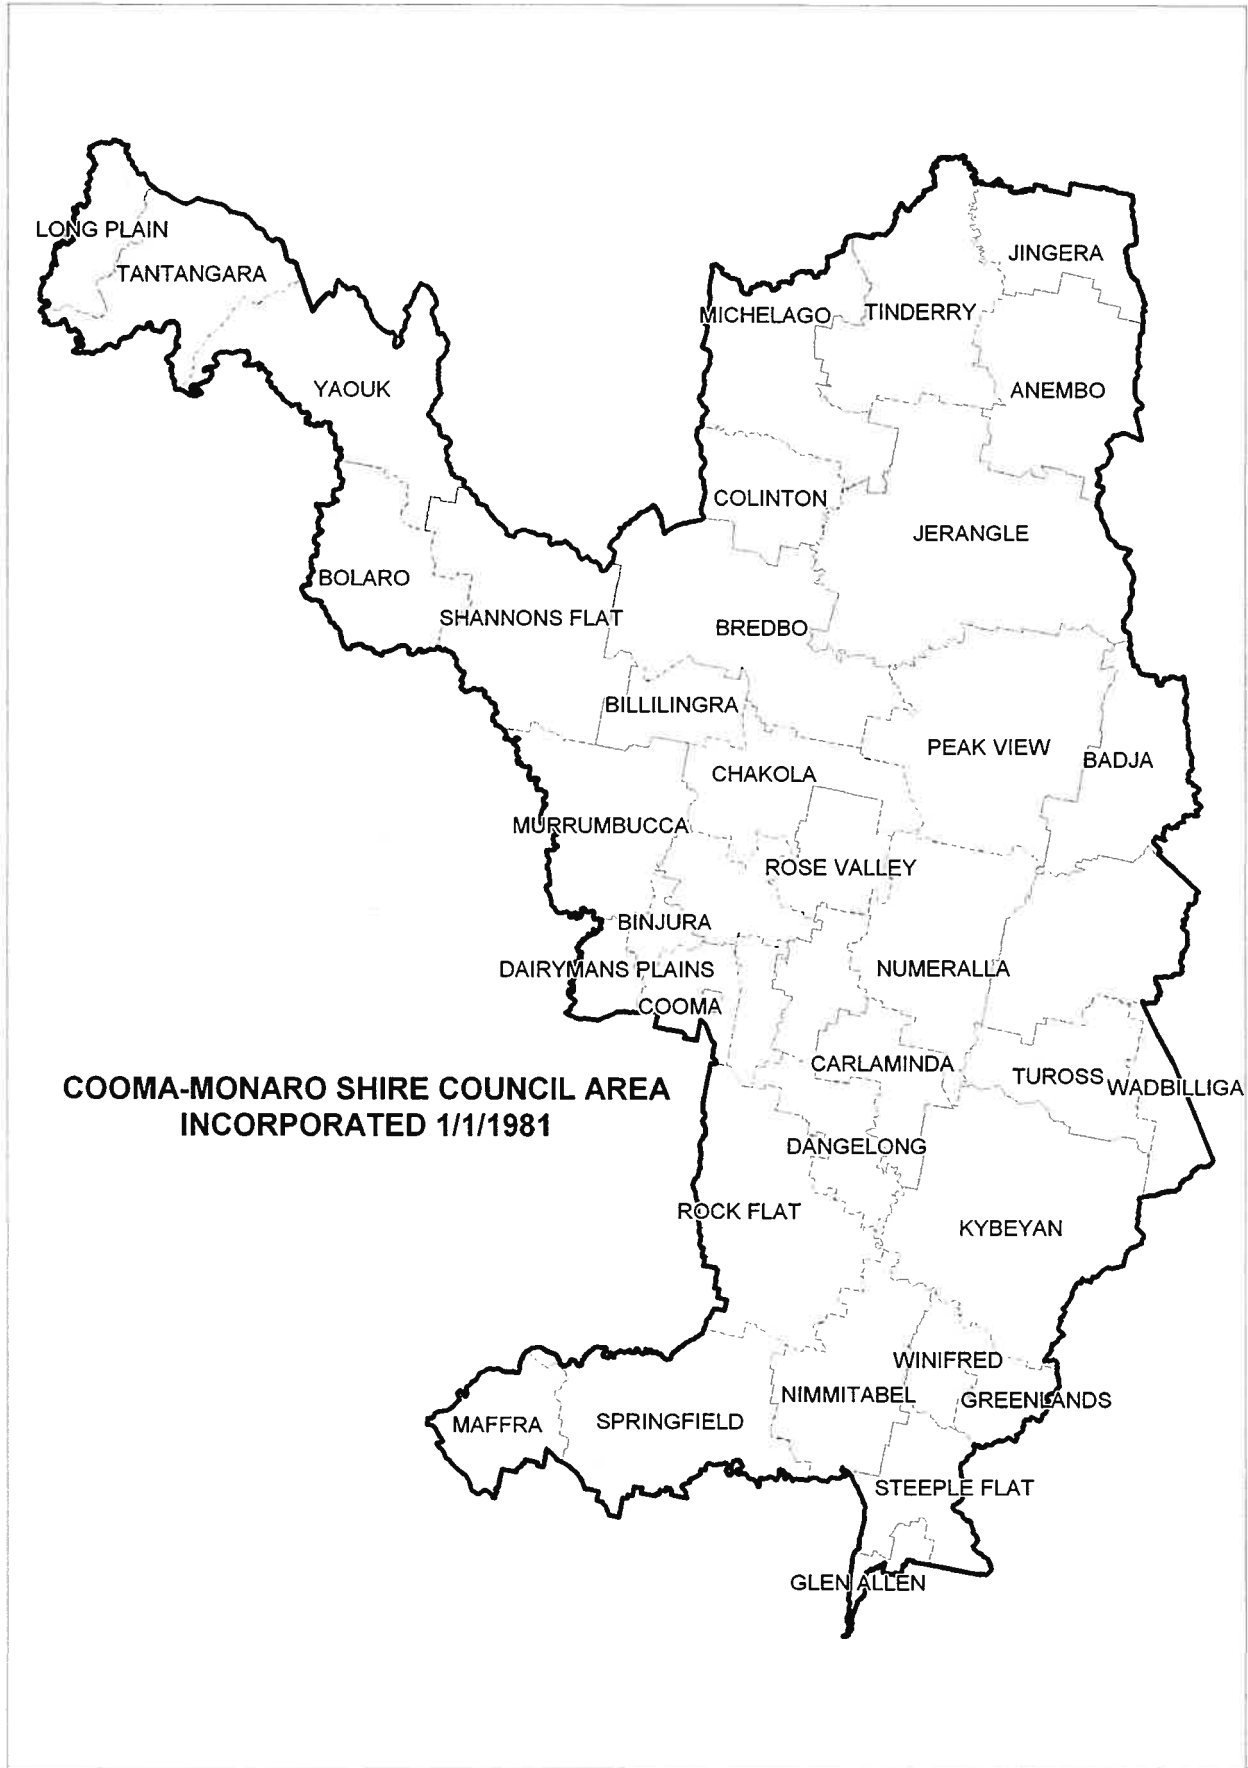 LONG PLAIN
JINGERA
TANTANGARA
MICHELAGO
TINDERRY
YAOUK
ANEMBO
COLINTON
JERANGLE
BOLARO
SHANNONS FLAT
BREDBO
BILLILINGRA
PEAK VIEW
BADJA
CHAKOLA
MURRUMBUCCA
ROSE VALLEY
BINJURA
DAIRYMANS PLAINS
NUMERALLA
COOMA
CARLAMINDA
TUROSS
WADBILLIGA
COOMA-MONARO SHIRE COUNCIL AREA
INCORPORATED 1/1/1981
DANGELONG
ROCK FLAT
KYBEYAN
WINIFRED
NIMMITABEL
GREENLANDS
MAFFRA
SPRINGFIELD
STEEPLE FLAT
GLEN ALLEN